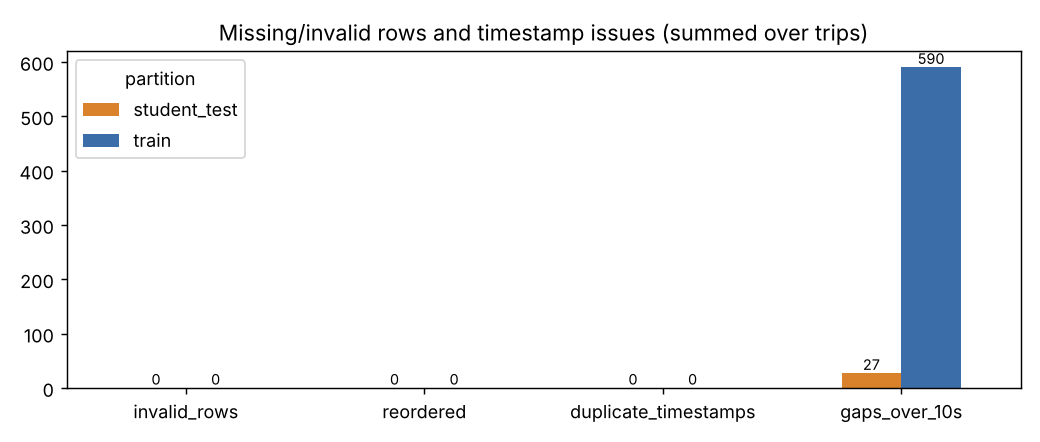 Missing/invalid rows and timestamp issues (summed over trips)
600
500
400
300
200
100
0
partition
student_test
train
0 0 0 0 0 0 27 590
invalid_rows reordered duplicate_timestamps gaps_over_10s